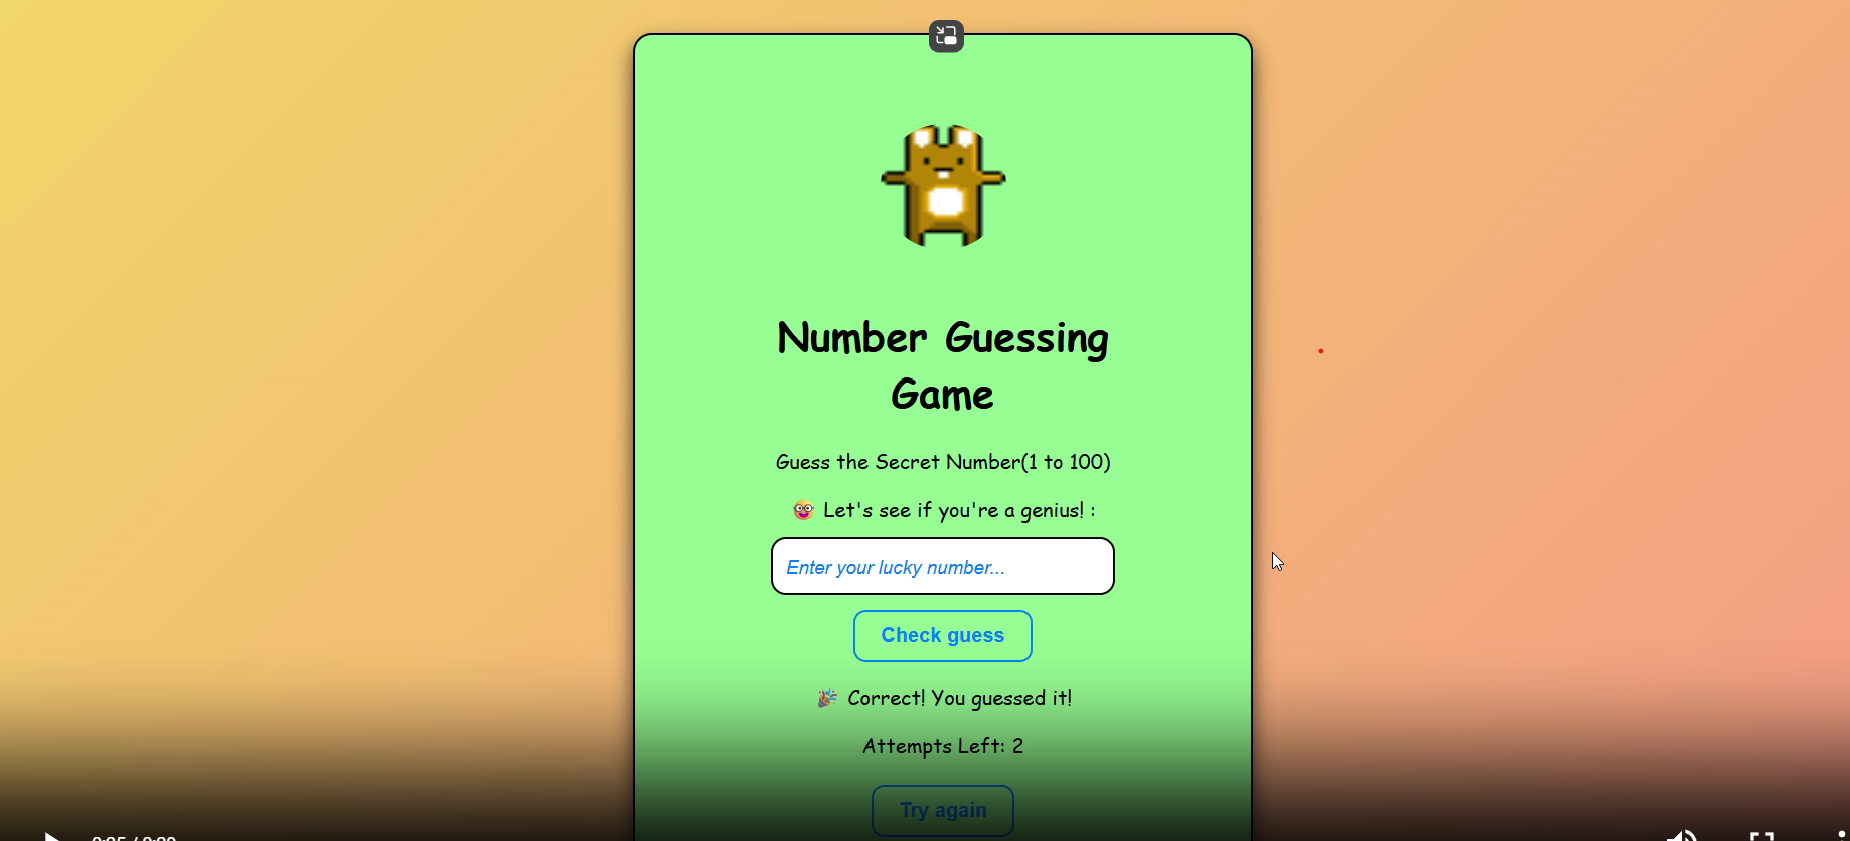 Number Guessing
Game
Guess the Secret Number(1 to 100)
🤓 Let's see if you're a genius! :
Enter your lucky number...
Check guess
🎉 Correct! You guessed it!
Attempts Left: 2
Try again